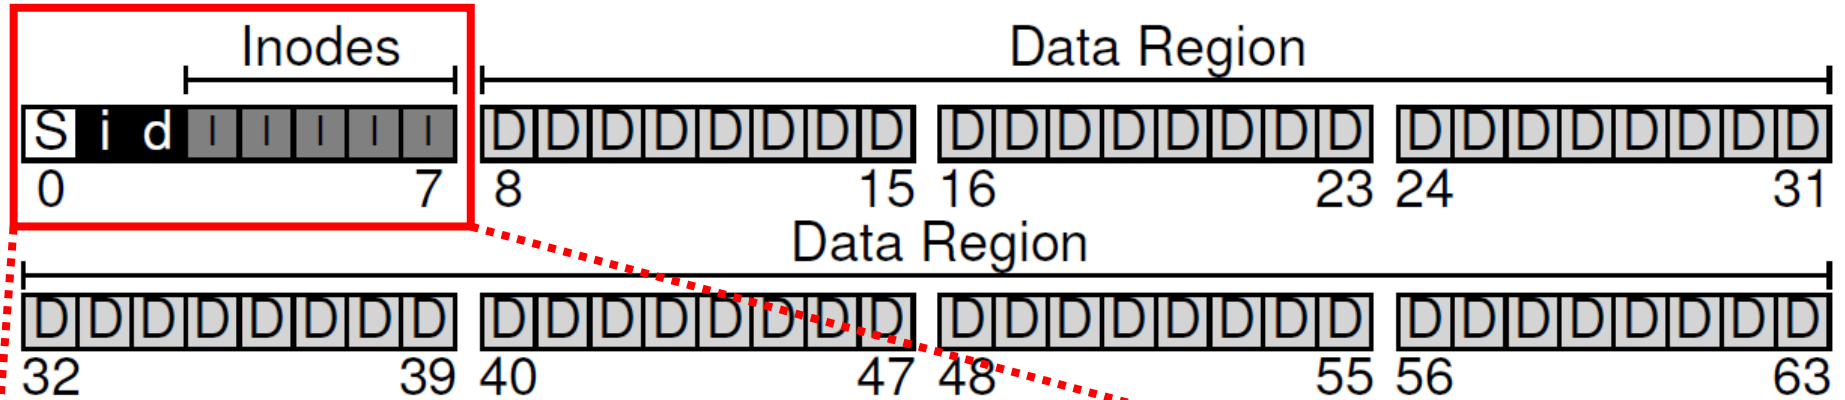 Inodes Data Region
S i d I I I I I D D D D D D D D D D D D D D D D D D D D D D D D
0 7 8 15 16 23 24 31
Data Region
D D D D D D D D D D D D D D D D D D D D D D D D D D D D D D D D
32 39 40 47 48 55 56 63